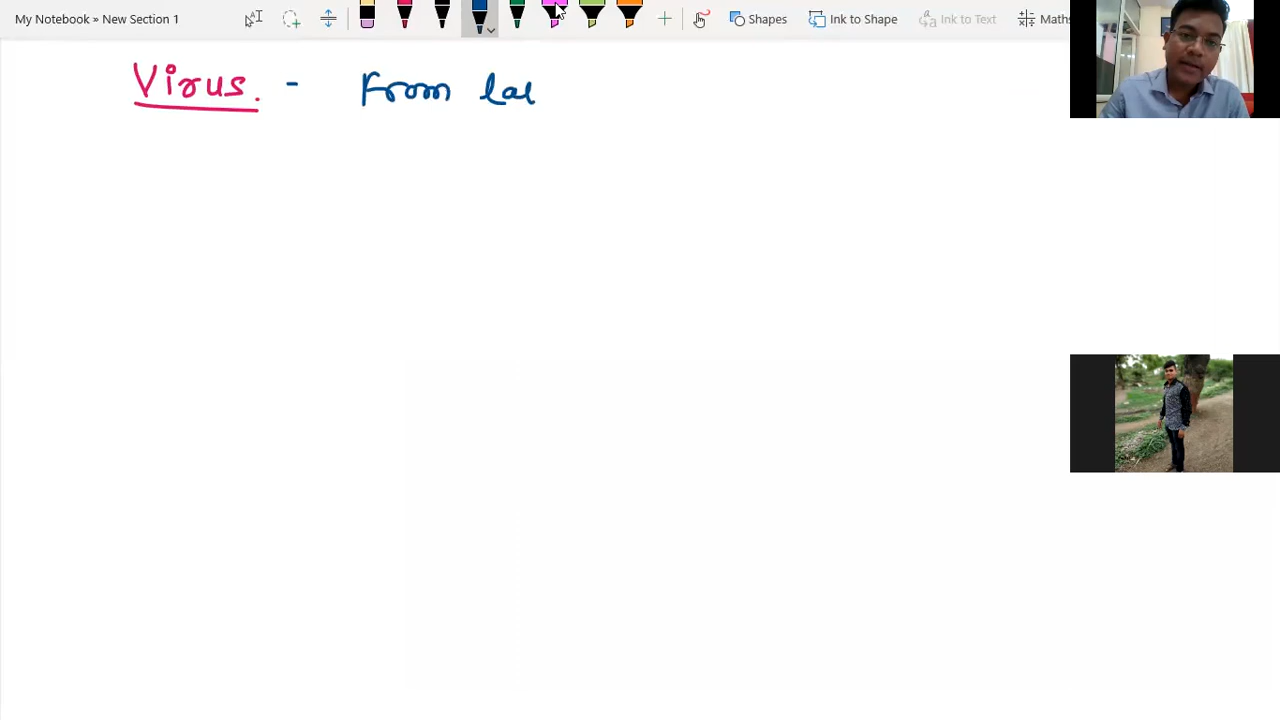 My Notebook » New Section 1
Shapes
Ink to Shape
Ink to Text
Maths
Virus. - From lat